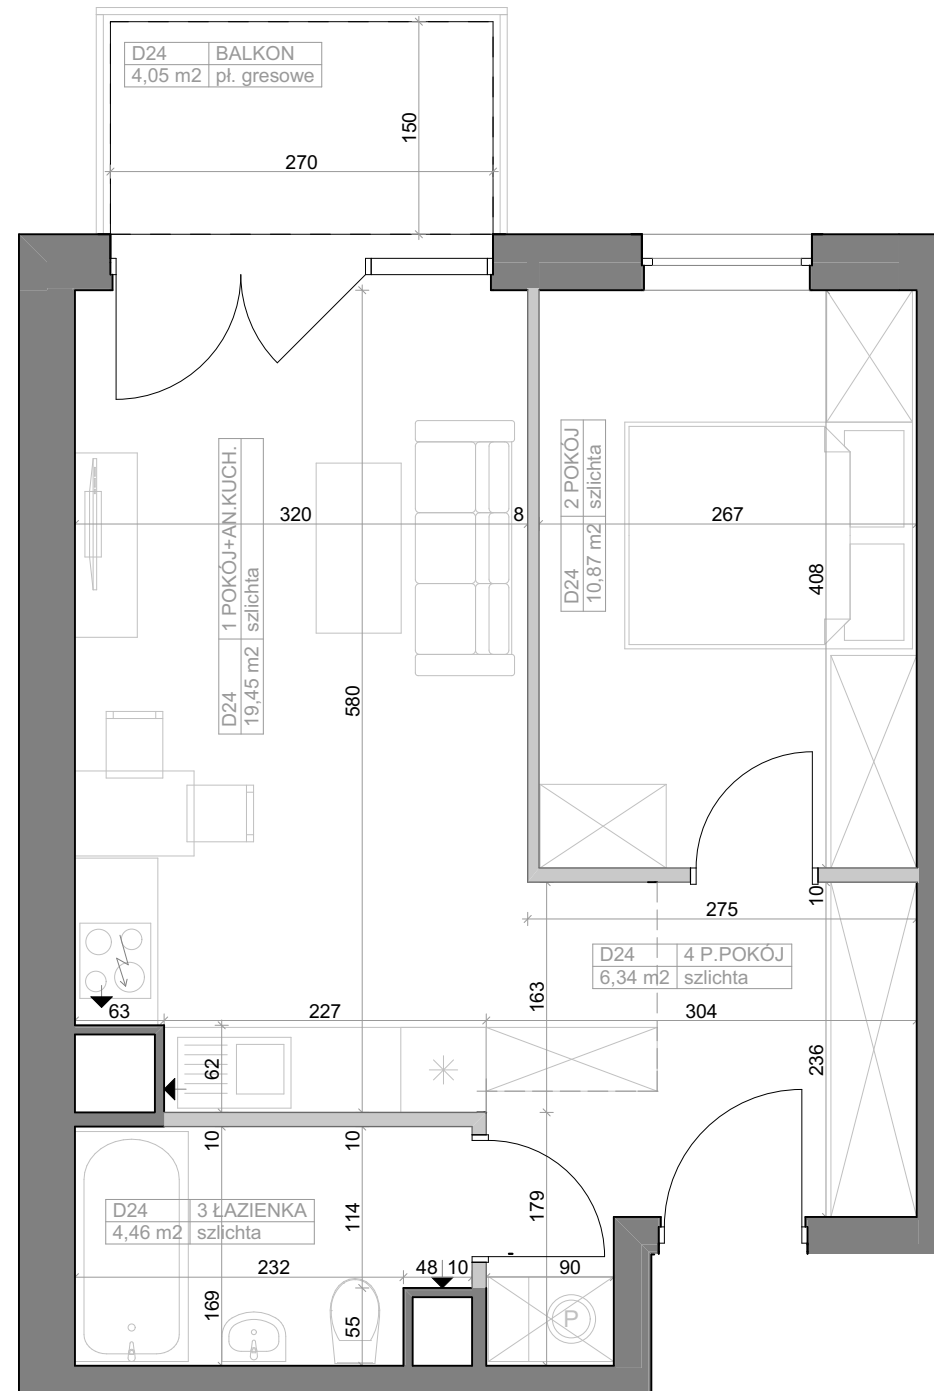 D24 BALKON
4,05 m2 pł. gresowe
150
270
D24 1 POKÓJ+AN.KUCH.
19,45 m2 szlichta
D24 2 POKÓJ
10,87 m2 szlichta
320
8
267
408
580
10
275
D24 4 P.POKÓJ
6,34 m2 szlichta
163
63
227
304
62
236
10
10
D24 3 ŁAZIENKA
4,46 m2 szlichta
114
179
232
48
10
90
169
55
P